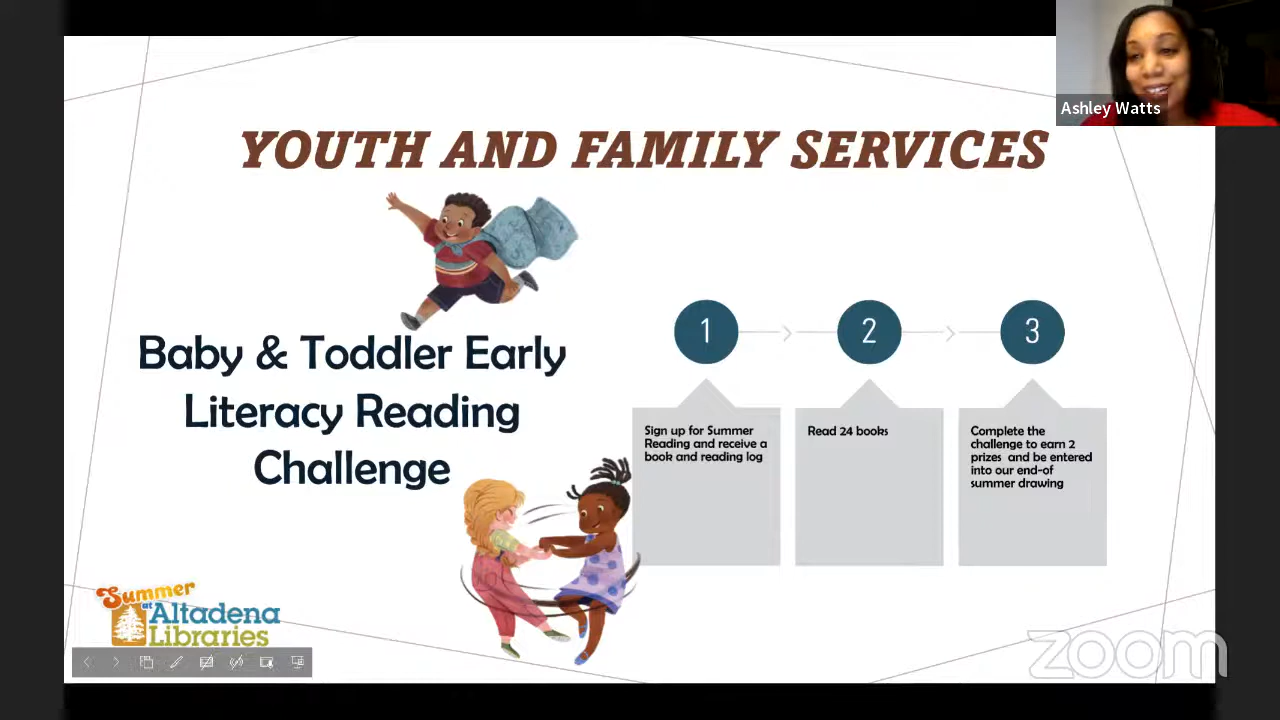 Ashley Watts
YOUTH AND FAMILY SERVICES
Baby & Toddler Early
Literacy Reading
Challenge
1
2
3
Sign up for Summer
Reading and receive a
book and reading log
Read 24 books
Complete the
challenge to earn 2
prizes and be entered
into our end-of
summer drawing
Summer
at Altadena
Libraries
zoom